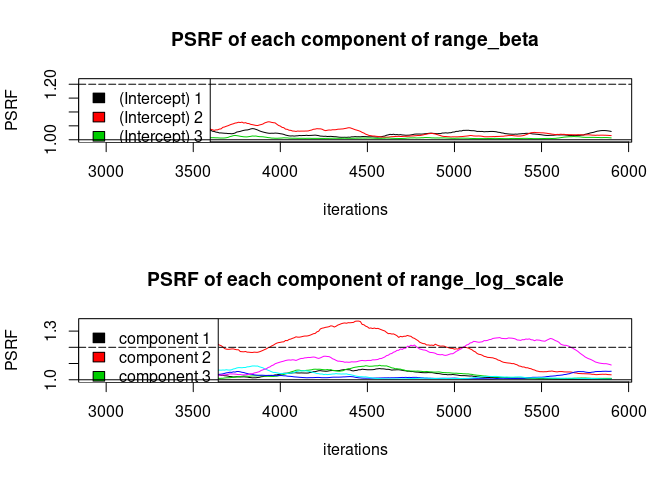 PSRF of each component of range_beta
PSRF
1.20
1.00
(Intercept) 1
(Intercept) 2
(Intercept) 3
3000 3500 4000 4500 5000 5500 6000
iterations
PSRF of each component of range_log_scale
PSRF
1.3
1.0
component 1
component 2
component 3
3000 3500 4000 4500 5000 5500 6000
iterations